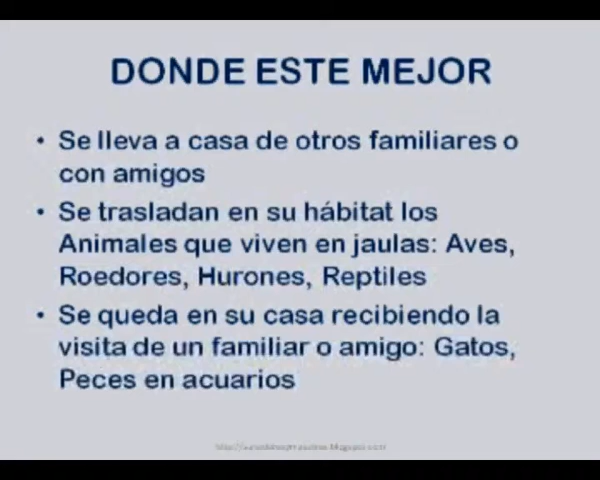 DONDE ESTE MEJOR
• Se lleva a casa de otros familiares o
con amigos
• Se trasladan en su hábitat los
Animales que viven en jaulas: Aves,
Roedores, Hurones, Reptiles
• Se queda en su casa recibiendo la
visita de un familiar o amigo: Gatos,
Peces en acuarios